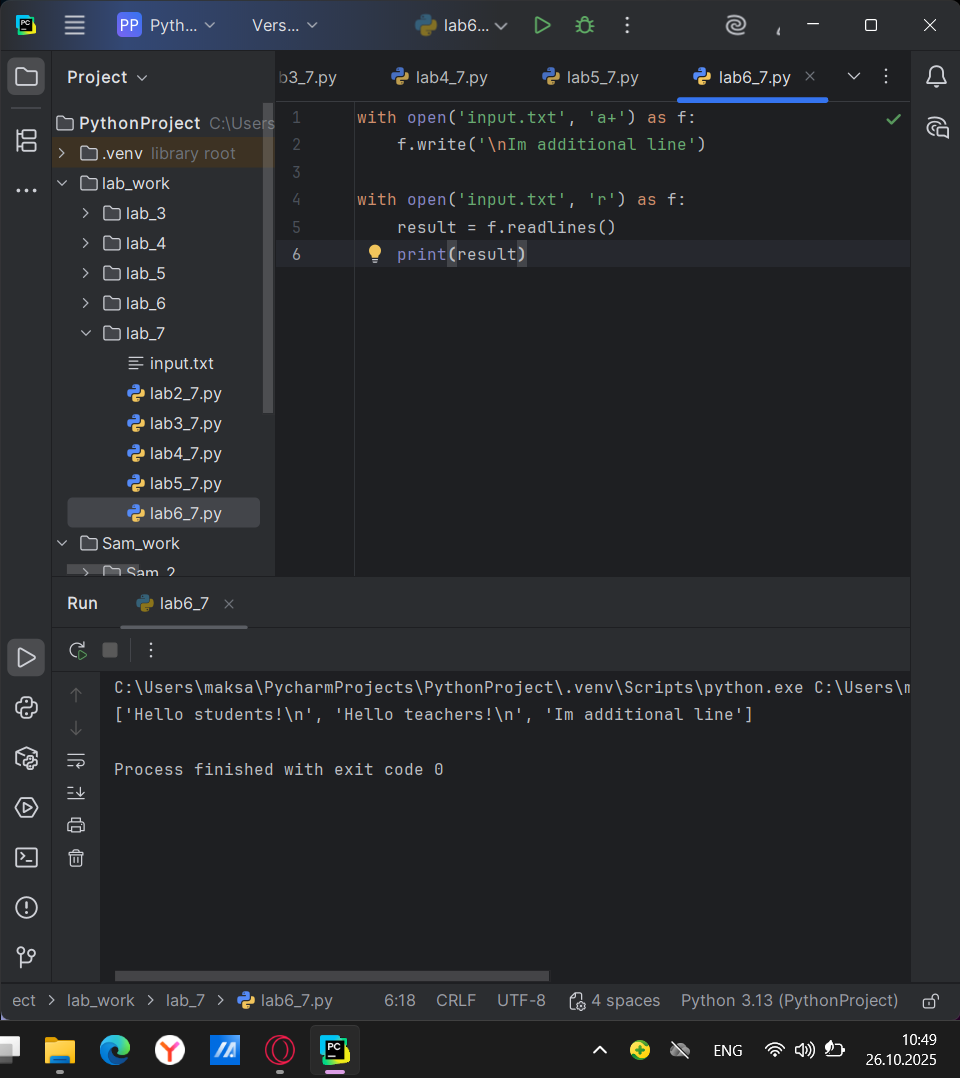 PC PP Pyth... Vers... lab6...
Project
b3_7.py lab4_7.py lab5_7.py lab6_7.py
PythonProject C:\Users
.venv library root
lab_work
lab_3
lab_4
lab_5
lab_6
lab_7
input.txt
lab2_7.py
lab3_7.py
lab4_7.py
lab5_7.py
lab6_7.py
Sam_work
Sam_2
1 with open('input.txt', 'a+') as f:
2 f.write('\nIm additional line')
3
4 with open('input.txt', 'r') as f:
5 result = f.readlines()
6 print(result)
Run lab6_7
C:\Users\maksa\PycharmProjects\PythonProject\.venv\Scripts\python.exe C:\Users\m
['Hello students!\n', 'Hello teachers!\n', 'Im additional line']
Process finished with exit code 0
ect > lab_work > lab_7 > lab6_7.py 6:18 CRLF UTF-8 4 spaces Python 3.13 (PythonProject)
PC ENG 10:49
26.10.2025